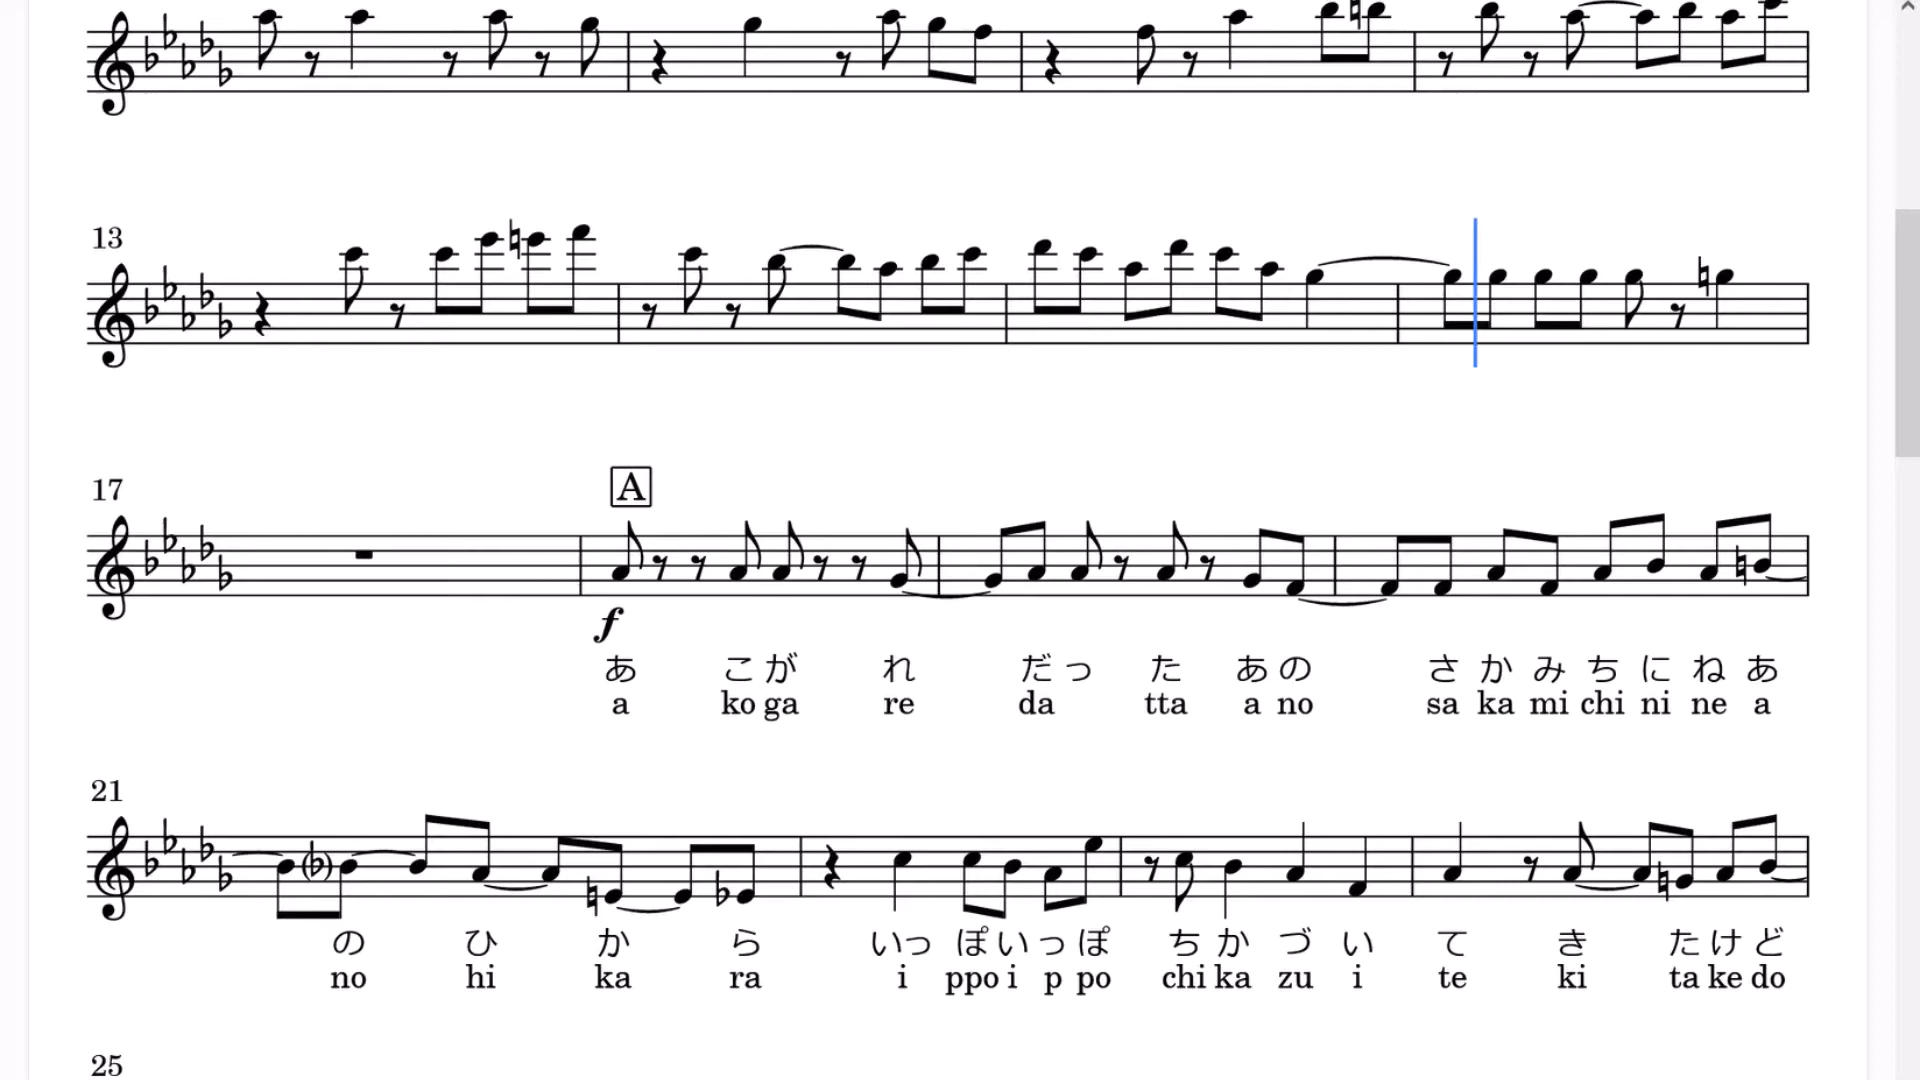 13
17
A
f
あ こ が れ だ っ た あ の さ か み ち に ね あ
a ko ga re da tta a no sa ka mi chi ni ne a
21
の ひ か ら いっ ぽ い っ ぽ ち か づ い て き た け ど
no hi ka ra i ppo i p po chi ka zu i te ki ta ke do
25